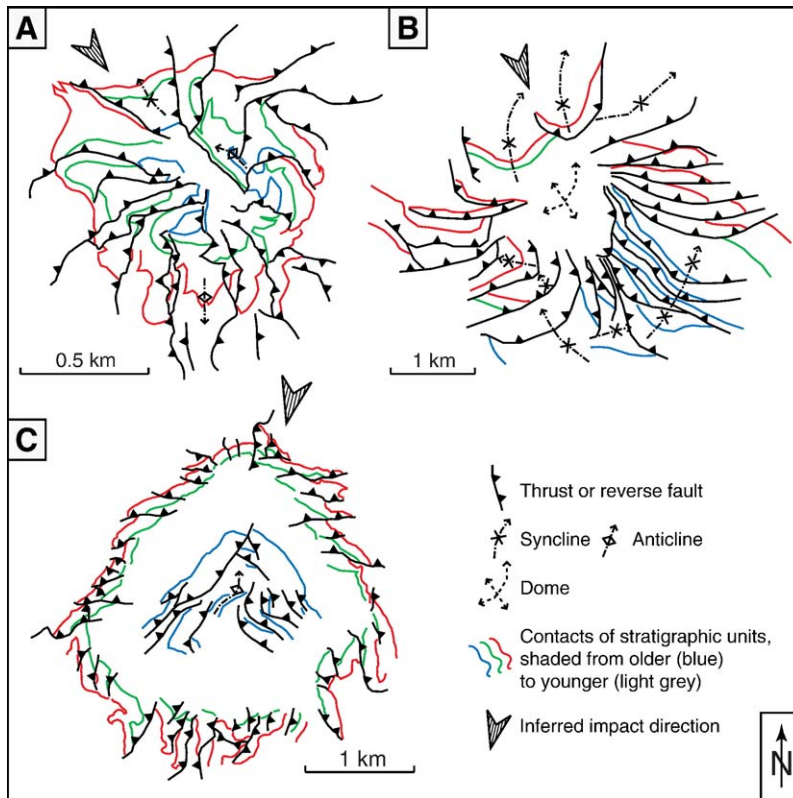 A
B
0.5 km
1 km
C
Thrust or reverse fault
Syncline
Anticline
Dome
Contacts of stratigraphic units,
shaded from older (blue)
to younger (light grey)
Inferred impact direction
1 km
N